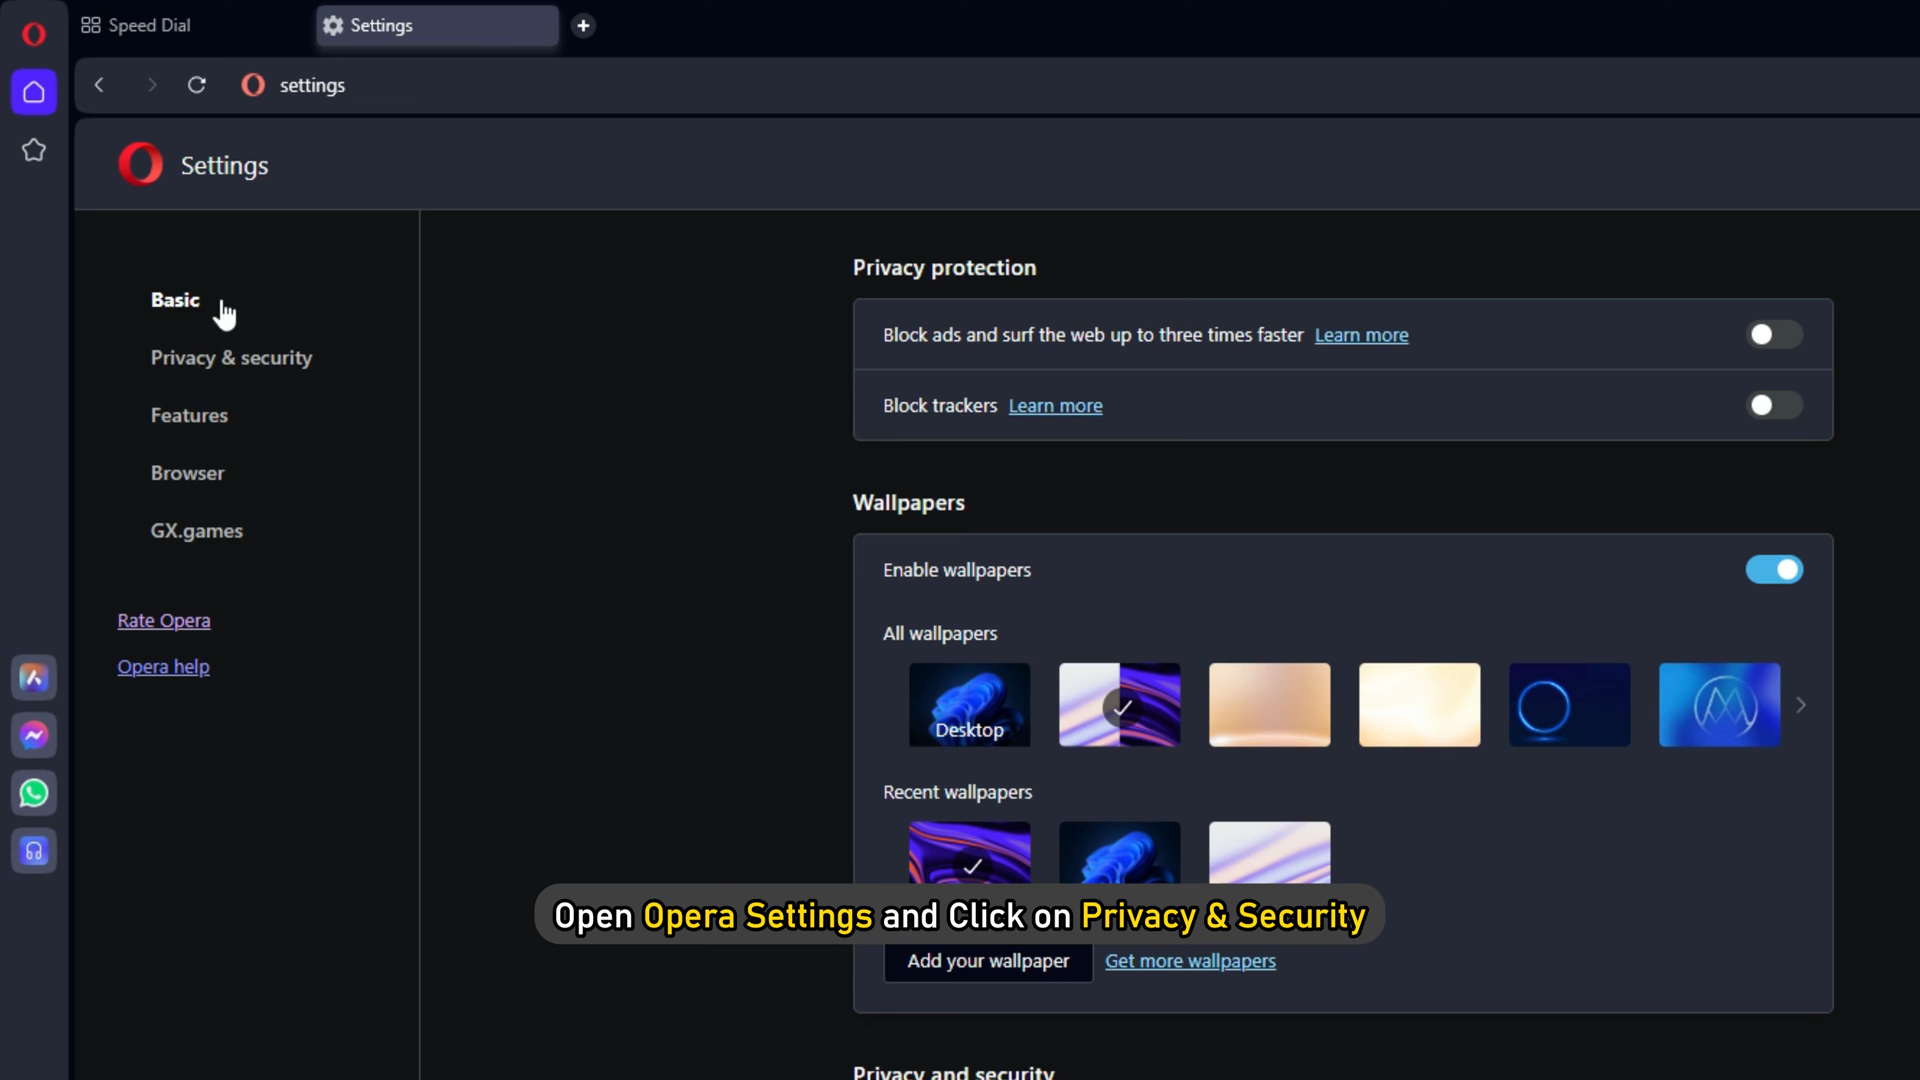 Speed Dial
Settings
settings
Settings
Basic
Privacy & security
Features
Browser
GX.games
Rate Opera
Opera help
Privacy protection
Block ads and surf the web up to three times faster Learn more
Block trackers Learn more
Wallpapers
Enable wallpapers
All wallpapers
Desktop
Recent wallpapers
Open Opera Settings and Click on Privacy & Security
Add your wallpaper Get more wallpapers
Privacy and security